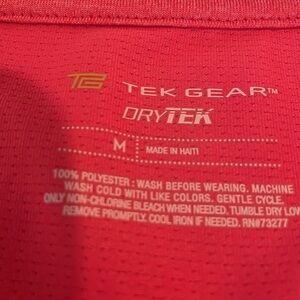 TG TEK GEAR™
DRYTEK
M MADE IN HAITI
100% POLYESTER: WASH BEFORE WEARING. MACHINE
WASH COLD WITH LIKE COLORS. GENTLE CYCLE.
ONLY NON-CHLORINE BLEACH WHEN NEEDED. TUMBLE DRY LOW
REMOVE PROMPTLY. COOL IRON IF NEEDED. RN#73277